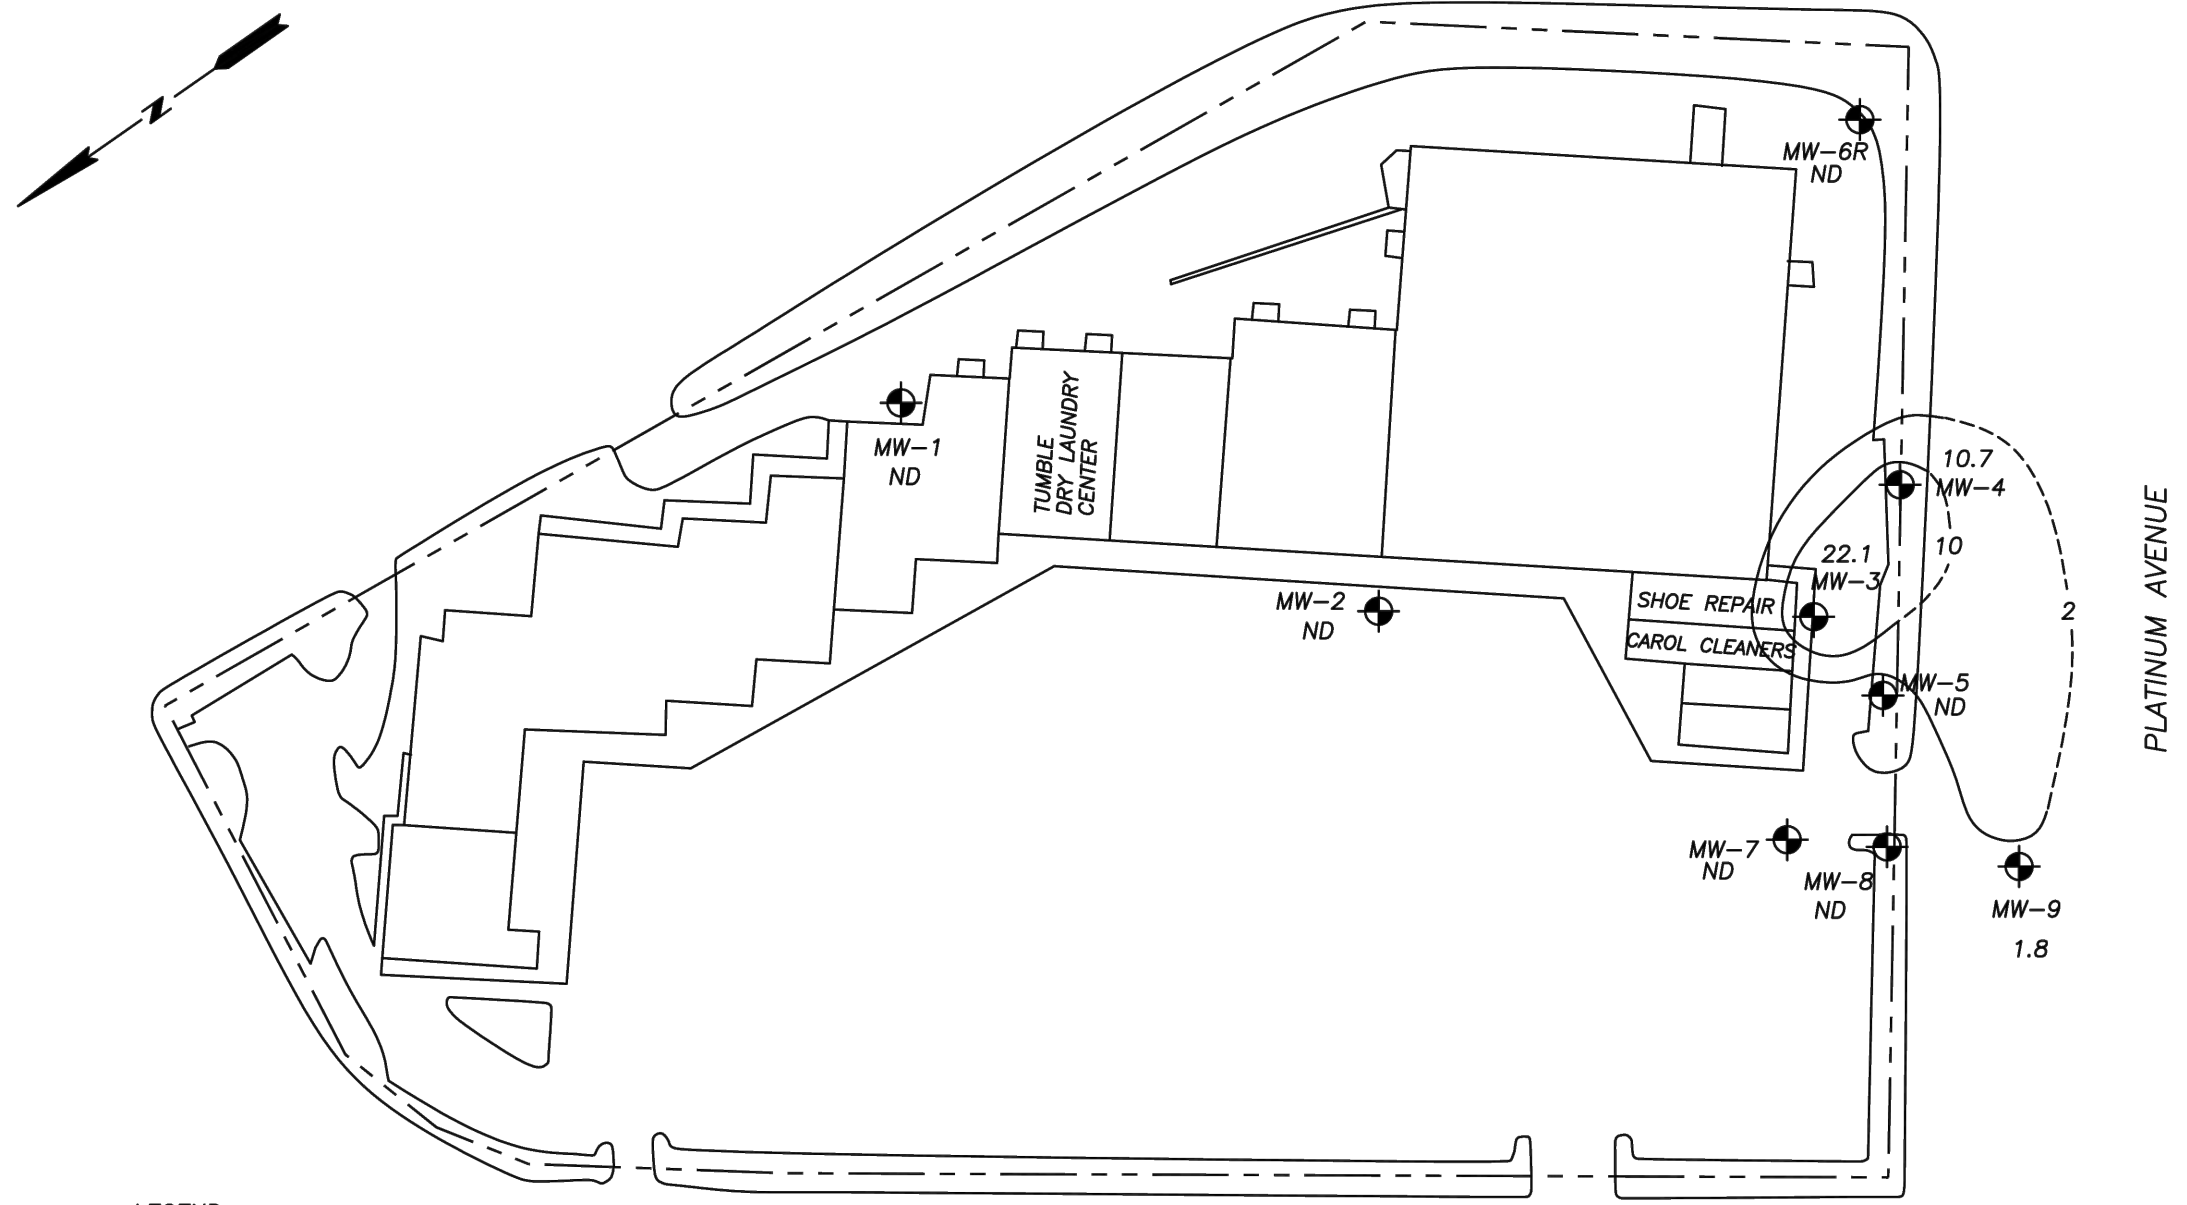 N
MW-6R
ND
MW-1
ND
TUMBLE
DRY LAUNDRY
CENTER
10.7
MW-4
10
22.1
MW-3
MW-2
ND
SHOE REPAIR
CAROL CLEANERS
2
PLATINUM AVENUE
MW-5
ND
MW-7
ND
MW-8
ND
MW-9
1.8